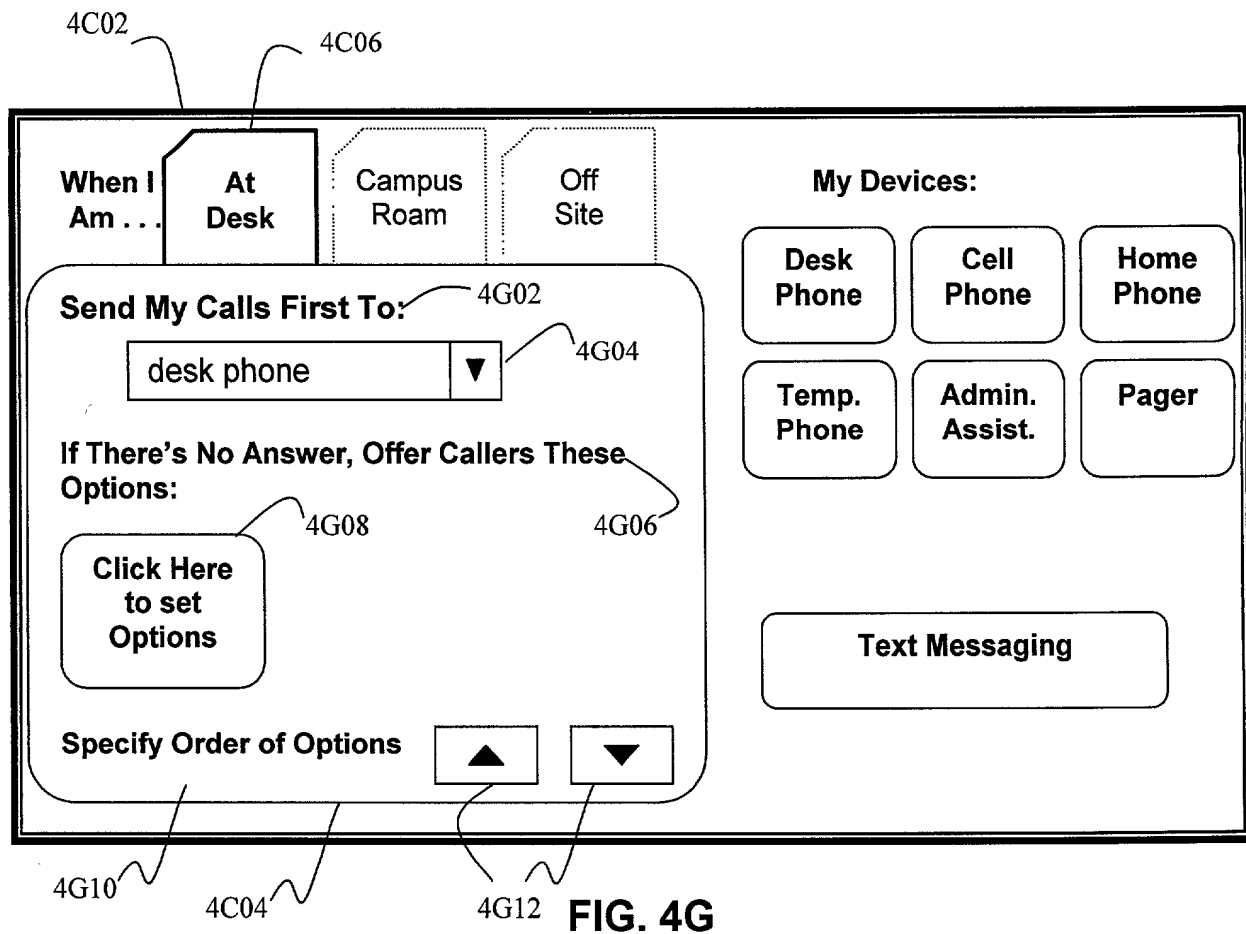 4C02
4C06
When I
Am . . .
At
Desk
Campus
Roam
Off
Site
My Devices:
Send My Calls First To:
4G02
desk phone
4G04
If There's No Answer, Offer Callers These
Options:
4G06
4G08
Click Here
to set
Options
Specify Order of Options
Desk
Phone
Cell
Phone
Home
Phone
Temp.
Phone
Admin.
Assist.
Pager
Text Messaging
4G10
4C04
4G12
FIG. 4G